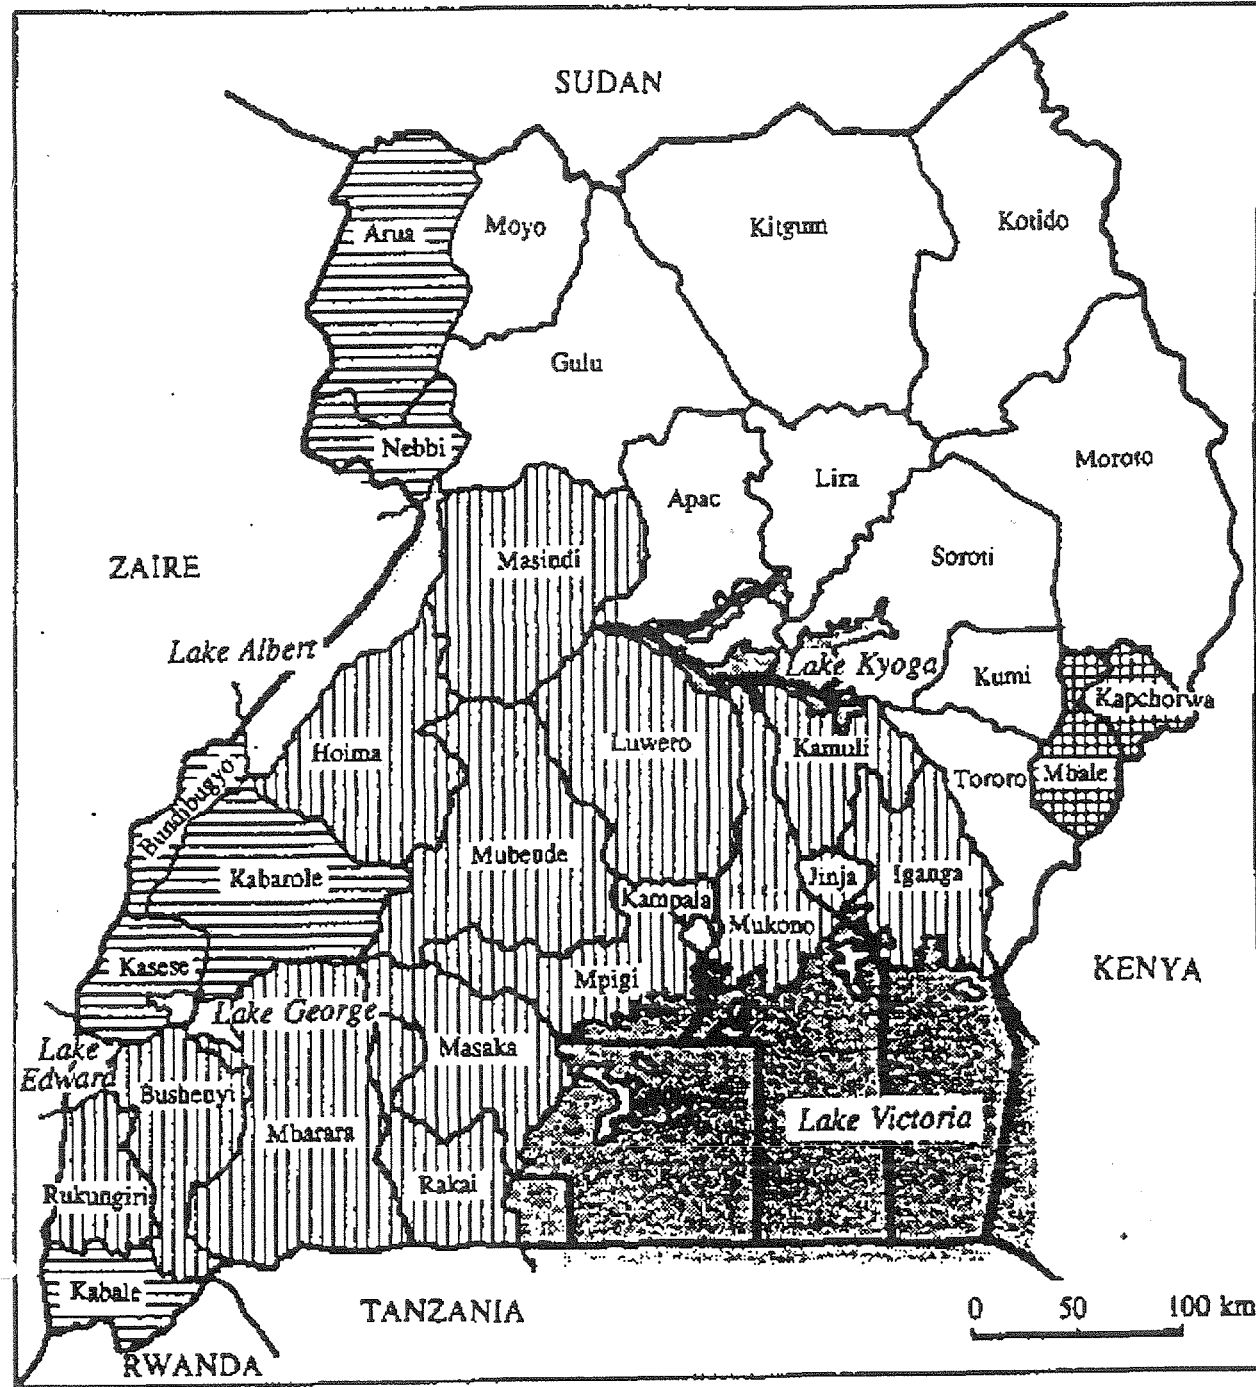 SUDAN
Arua
Moyo
Kitgum
Kotido
Gulu
Nebbi
Apac
Lira
Moroto
ZAIRE
Masindi
Soroti
Lake Albert
Lake Kyoga
Kumi
Kapchorwa
Hoima
Luwero
Kamuli
Tororo
Mbale
Bundibugyo
Mubende
Kabarole
Kampala
Jinja
Iganga
Mukono
Kasese
Mpigi
KENYA
Lake George
Lake
Edward
Masaka
Bushenyi
Mbarara
Lake Victoria
Rukungiri
Rakai
Kabale
TANZANIA
0 50 100 km
RWANDA